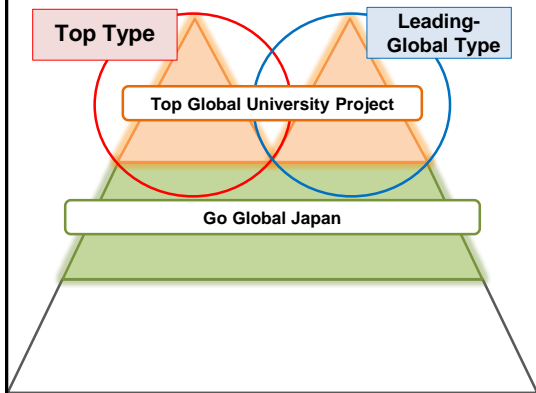 Top Type
Leading-
Global Type
Top Global University Project
Go Global Japan